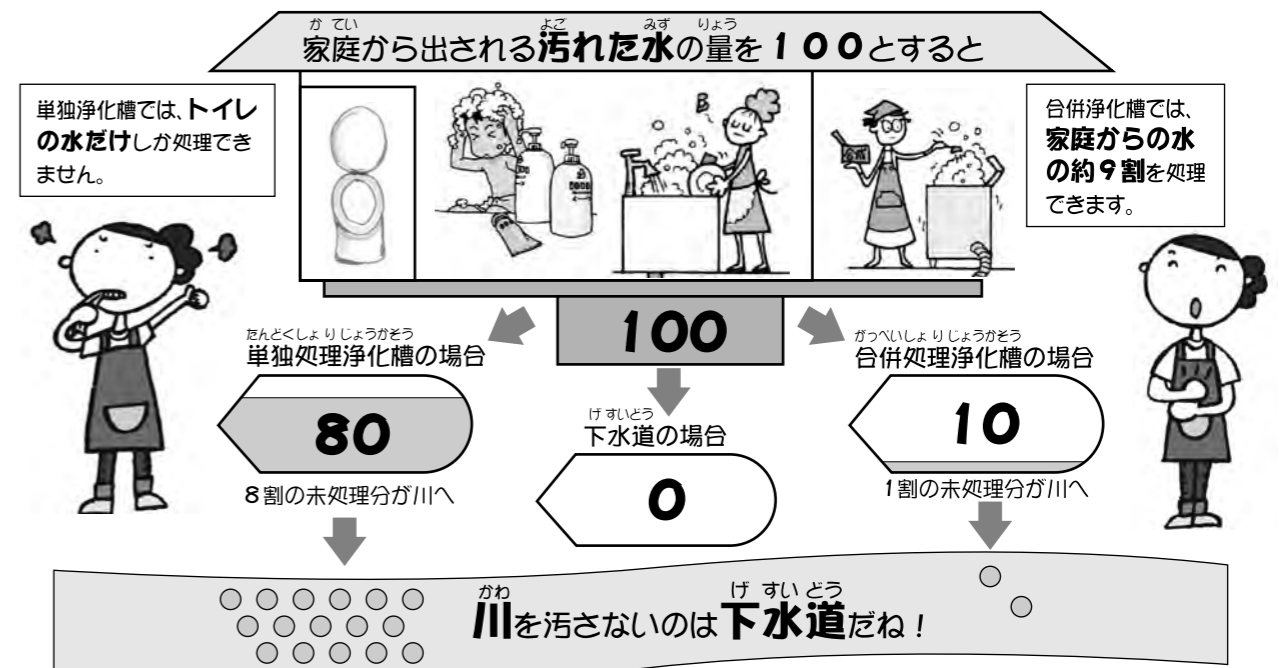 か てい よご みず りょう
家庭から出される汚れた水の量を100とすると
単独浄化槽では、トイレ
の水だけしか処理でき
ません。
合併浄化槽では、
家庭からの水
の約9割を処理
できます。
合成
100
たんどくしょりじょうかそう
単独処理浄化槽の場合
80
8割の未処理分が川へ
げ すいどう
下水道の場合
0
がっぺいしょりじょうかそう
合併処理浄化槽の場合
10
1割の未処理分が川へ
かわ げ すい どう
川を汚さないのは下水道だね!